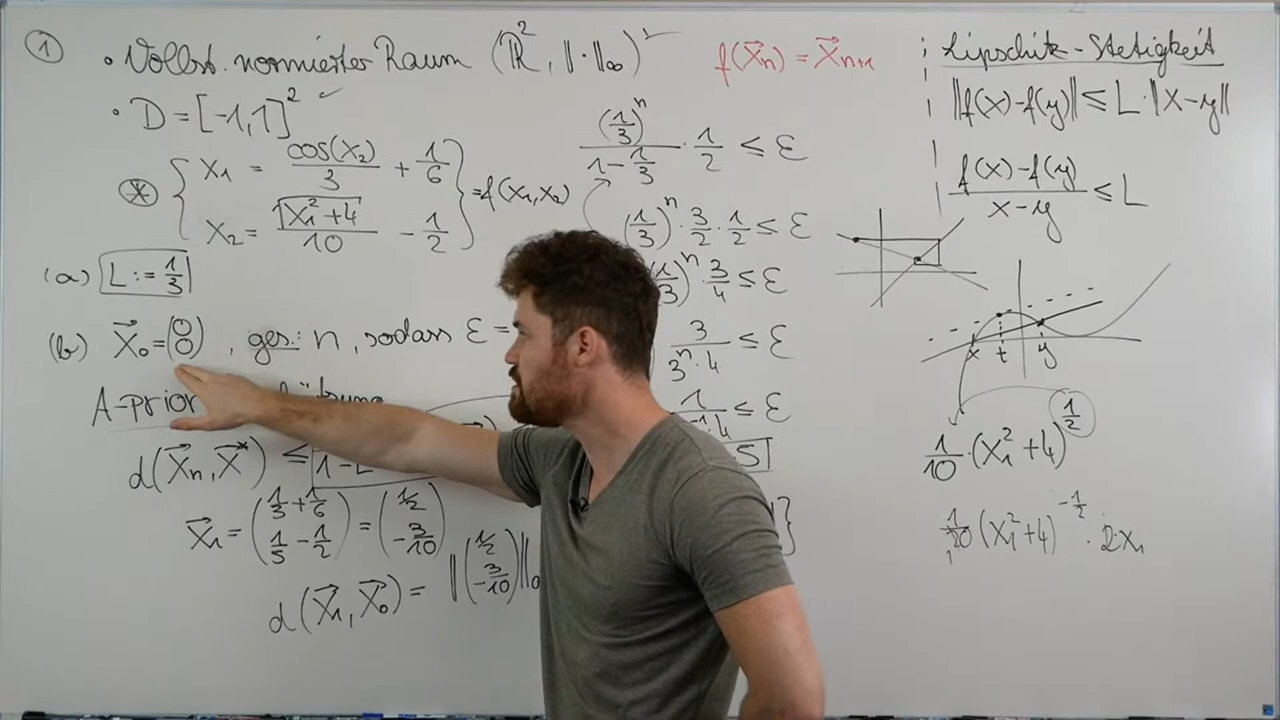 ① • Vollst. normierter Raum (ℝ², ‖·‖∞) ✓
• D = [-1,1]² ✓
⊛ { x₁ = cos(x₂)/3 + 1/6
x₂ = √(x₁²+4)/10 - 1/2 } = f(x₁,x₂)
(a) L := 1/3
(b) X⃗₀ = (0 0), ges.: n, sodass ε =
A-prior
d(X⃗ₙ, X⃗*) ≤ 1-L
X⃗₁ = (1/3+1/6 1/5-1/2) = (1/2 -3/10)
d(X⃗₁, X⃗₀) = ‖(1/2 -3/10)‖
f(X⃗ₙ) = X⃗ₙ₊₁
(1/3)ⁿ/(1-1/3) · 1/2 ≤ ε
(1/3)ⁿ · 3/2 · 1/2 ≤ ε
(1/3)ⁿ · 3/4 ≤ ε
3/(3ⁿ·4) ≤ ε
≤ ε
Lipschitz-Stetigkeit
‖f(x)-f(y)‖ ≤ L·‖x-y‖
(f(x)-f(y))/(x-y) ≤ L
x t y
1/10·(x₁²+4)^(1/2)
(x₁²+4)^(-1/2) · 2x₁